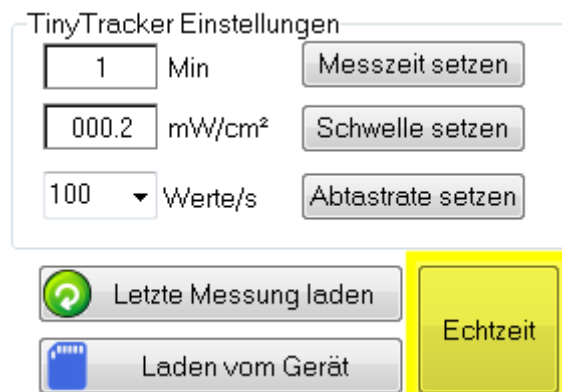 TinyTracker Einstellungen
1 Min Messzeit setzen
000.2 mW/cm² Schwelle setzen
100 Werte/s Abtastrate setzen
Letzte Messung laden
Echtzeit
Laden vom Gerät